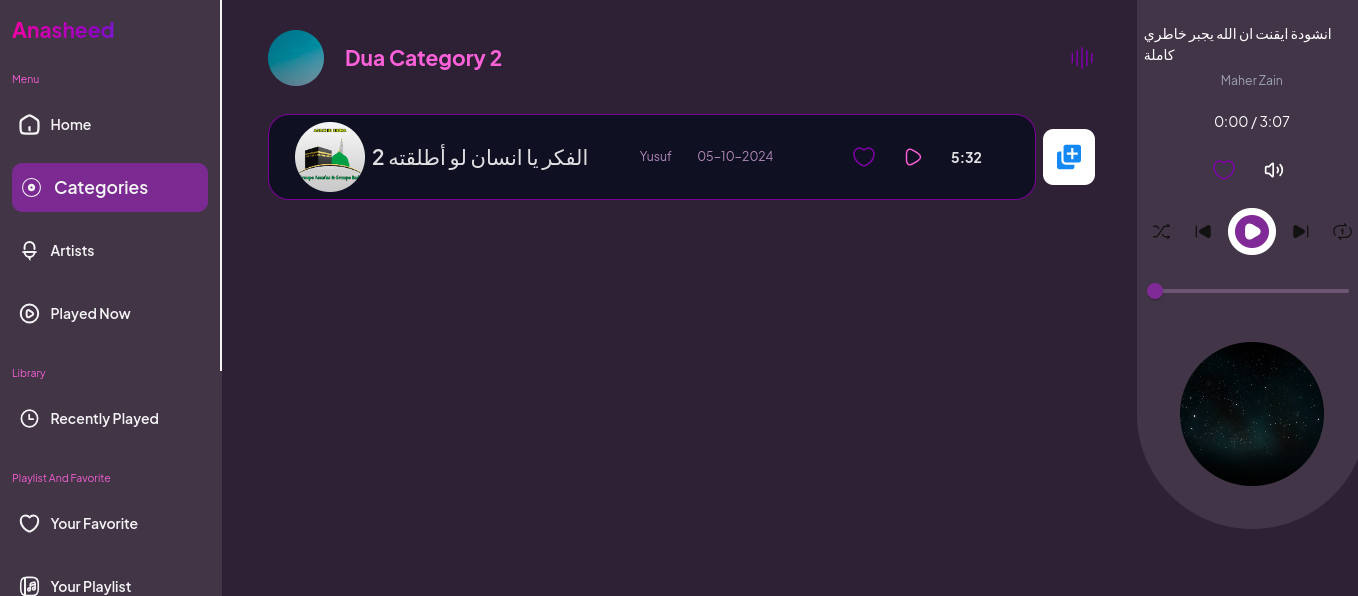 Anasheed
Menu
Home
Categories
Artists
Played Now
Library
Recently Played
Playlist And Favorite
Your Favorite
Your Playlist
Dua Category 2
الفكر يا انسان لو أطلقته 2
Yusuf
05-10-2024
5:32
انشودة ايقنت ان الله يجبر خاطري
كاملة
Maher Zain
0:00 / 3:07
1